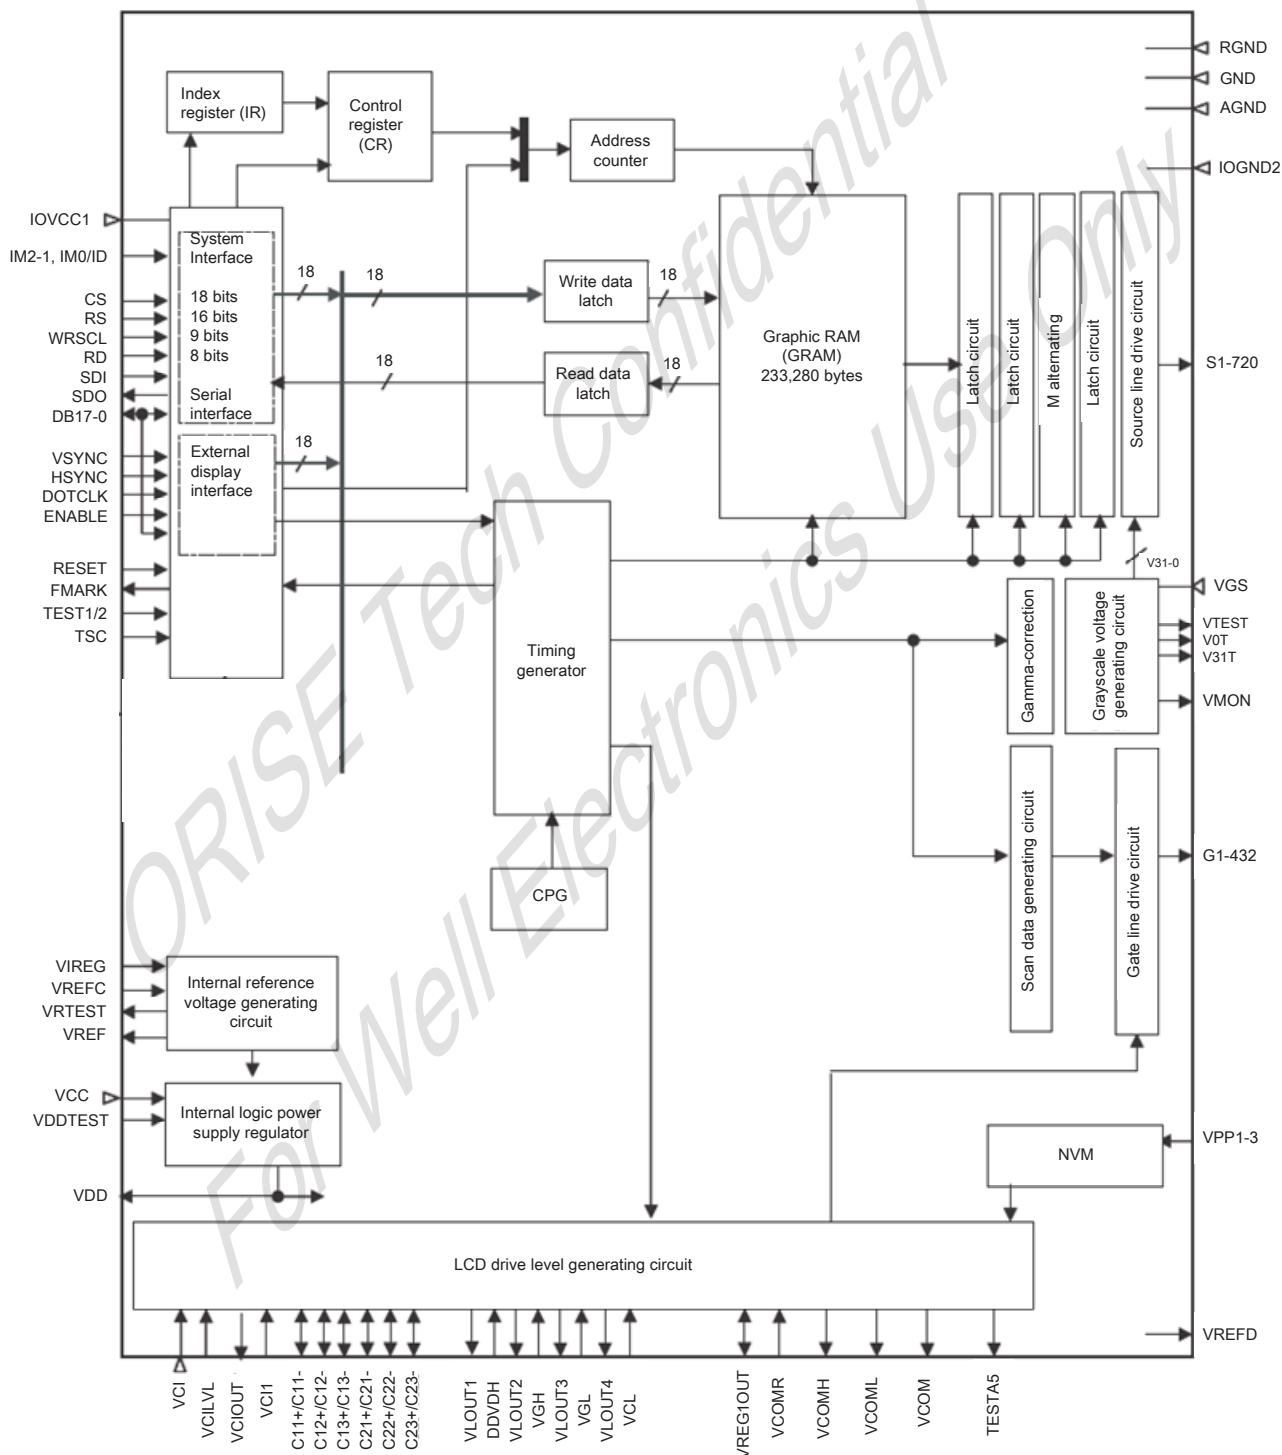 RGND
GND
AGND
IOGND2
Index
register (IR)
Control
register
(CR)
Address
counter
IOVCC1
IM2-1, IM0/ID
CS
RS
WRSCL
RD
SDI
SDO
DB17-0
VSYNC
HSYNC
DOTCLK
ENABLE
RESET
FMARK
TEST1/2
TSC
System
Interface
18 bits
16 bits
9 bits
8 bits
Serial
interface
External
display
interface
18
18
18
18
18
18
Write data
latch
Read data
latch
Graphic RAM
(GRAM)
233,280 bytes
Latch circuit
Latch circuit
M alternating
Latch circuit
Source line drive circuit
S1-720
V31-0
VGS
VTEST
V0T
V31T
VMON
Timing
generator
Gamma-correction
Grayscale voltage
generating circuit
CPG
Scan data generating circuit
Gate line drive circuit
G1-432
VIREG
VREFC
VRTEST
VREF
Internal reference
voltage generating
circuit
VCC
VDDTEST
Internal logic power
supply regulator
VDD
NVM
VPP1-3
LCD drive level generating circuit
VREFD
VCI
VCILVL
VCIOUT
VCI1
C11+/C11-
C12+/C12-
C13+/C13-
C21+/C21-
C22+/C22-
C23+/C23-
VLOUT1
DDVDH
VLOUT2
VGH
VLOUT3
VGL
VLOUT4
VCL
VREG1OUT
VCOMR
VCOMH
VCOML
VCOM
TESTA5
ORISE Tech Confidential
For Well Electronics Use Only